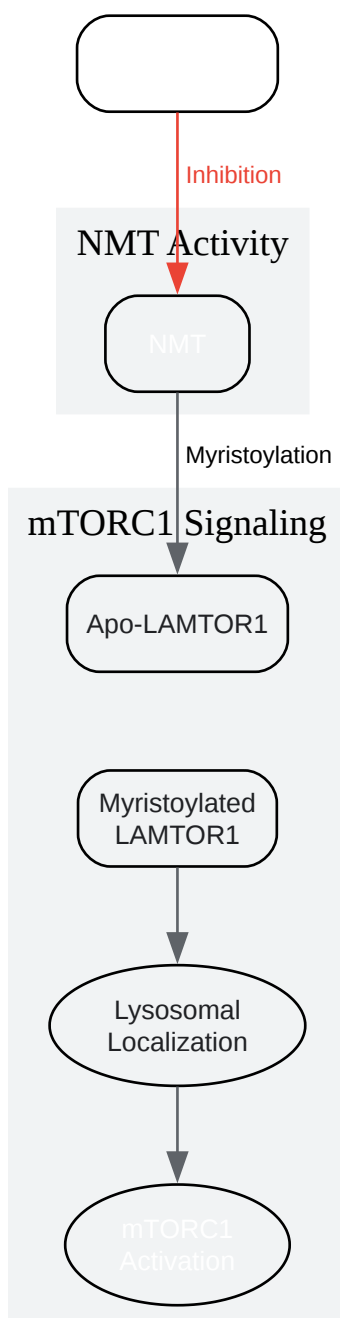 Inhibition
NMT Activity
NMT
Myristoylation
mTORC1 Signaling
Apo-LAMTOR1
Myristoylated
LAMTOR1
Lysosomal
Localization
mTORC1
Activation